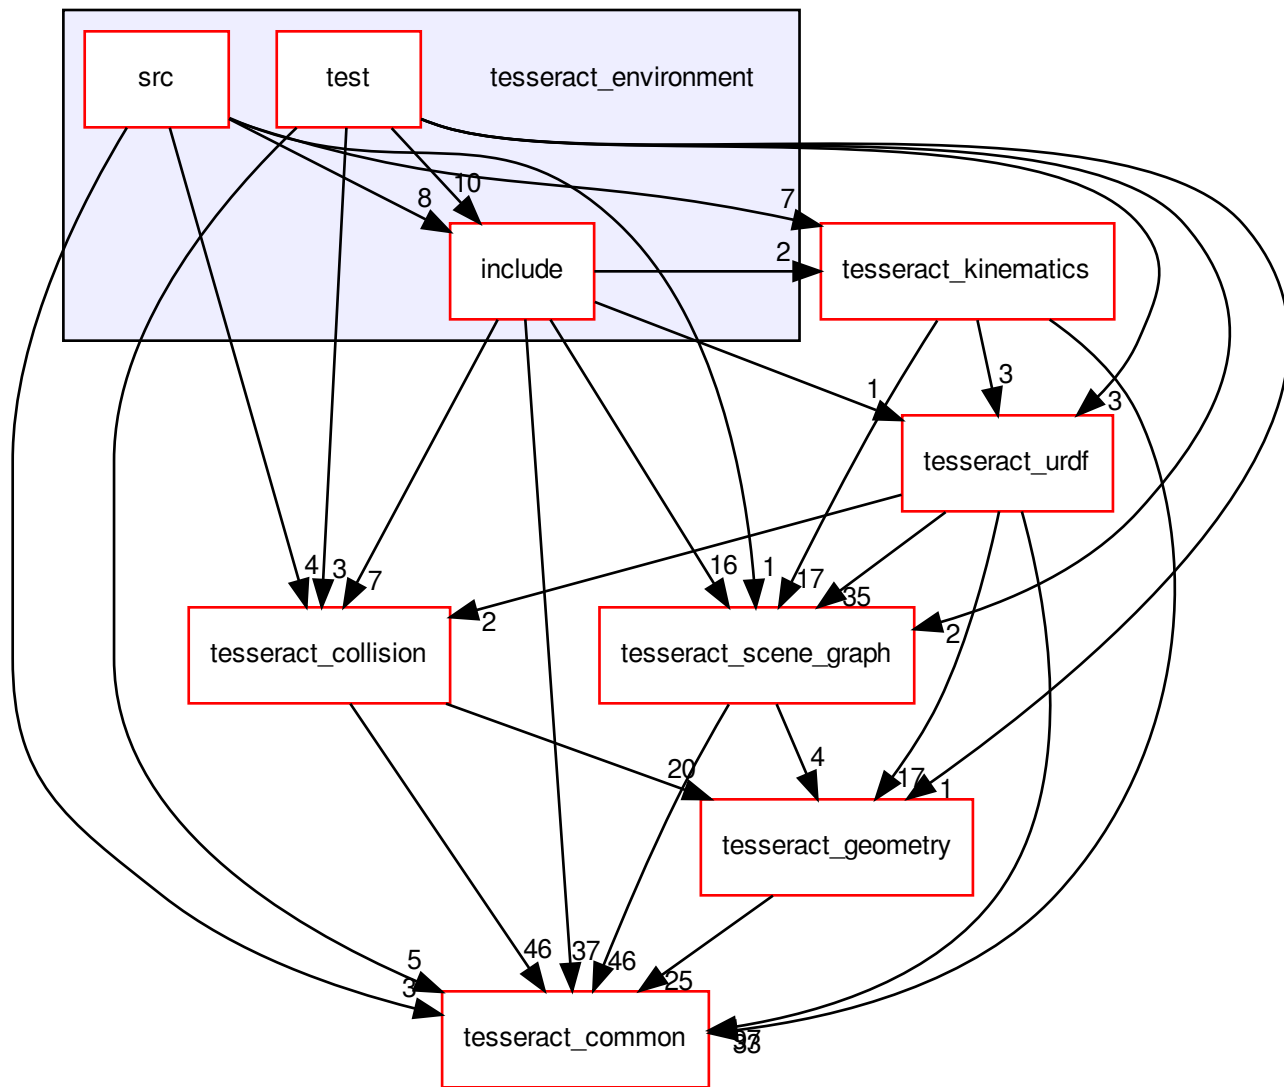 src
test
tesseract_environment
8
10
7
include
2
tesseract_kinematics
1
3
3
tesseract_urdf
4
3
7
16
1
17
35
2
2
tesseract_collision
tesseract_scene_graph
20
4
17
1
tesseract_geometry
46
37
46
25
5
3
tesseract_common